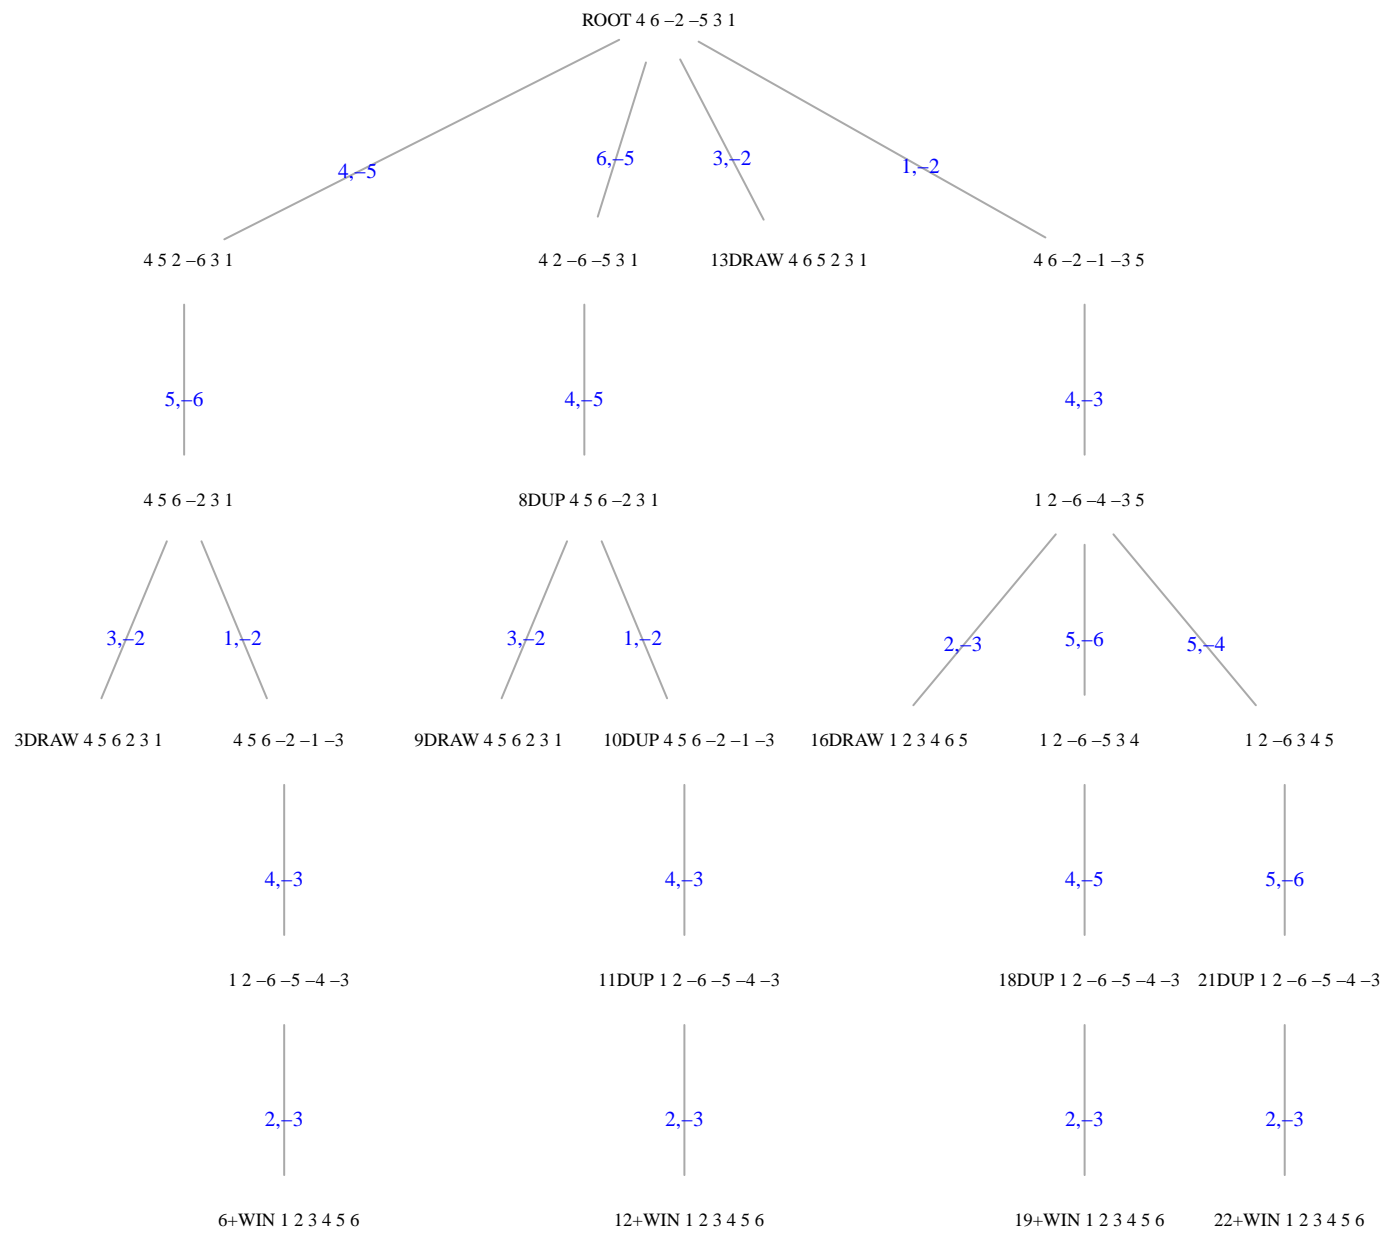 ROOT 4 6 –2 –5 3 1
4,–5
6,–5
3,–2
1,–2
4 5 2 –6 3 1
4 2 –6 –5 3 1
13DRAW 4 6 5 2 3 1
4 6 –2 –1 –3 5
5,–6
4,–5
4,–3
4 5 6 –2 3 1
8DUP 4 5 6 –2 3 1
1 2 –6 –4 –3 5
3,–2
1,–2
3,–2
1,–2
2,–3
5,–6
5,–4
3DRAW 4 5 6 2 3 1
4 5 6 –2 –1 –3
9DRAW 4 5 6 2 3 1
10DUP 4 5 6 –2 –1 –3
16DRAW 1 2 3 4 6 5
1 2 –6 –5 3 4
1 2 –6 3 4 5
4,–3
4,–3
4,–5
5,–6
1 2 –6 –5 –4 –3
11DUP 1 2 –6 –5 –4 –3
18DUP 1 2 –6 –5 –4 –3
21DUP 1 2 –6 –5 –4 –3
2,–3
2,–3
2,–3
2,–3
6+WIN 1 2 3 4 5 6
12+WIN 1 2 3 4 5 6
19+WIN 1 2 3 4 5 6
22+WIN 1 2 3 4 5 6